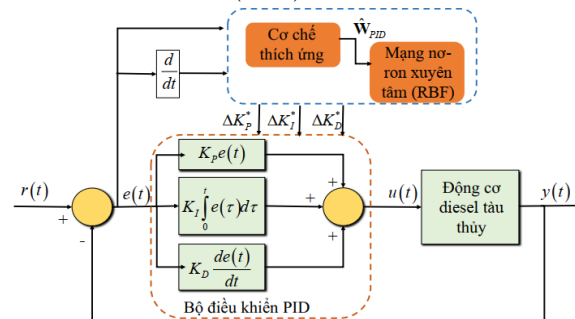 Cơ chế
thích ứng
Ŵ_PID
Mạng nơ-
ron xuyên
tâm (RBF)
d/dt
ΔK*_P ΔK*_I ΔK*_D
K_P e(t)
r(t)
+
-
e(t)
K_I ∫_0^t e(τ)dτ
+
+
+
u(t)
Động cơ
diesel tàu
thủy
y(t)
K_D de(t)/dt
Bộ điều khiển PID